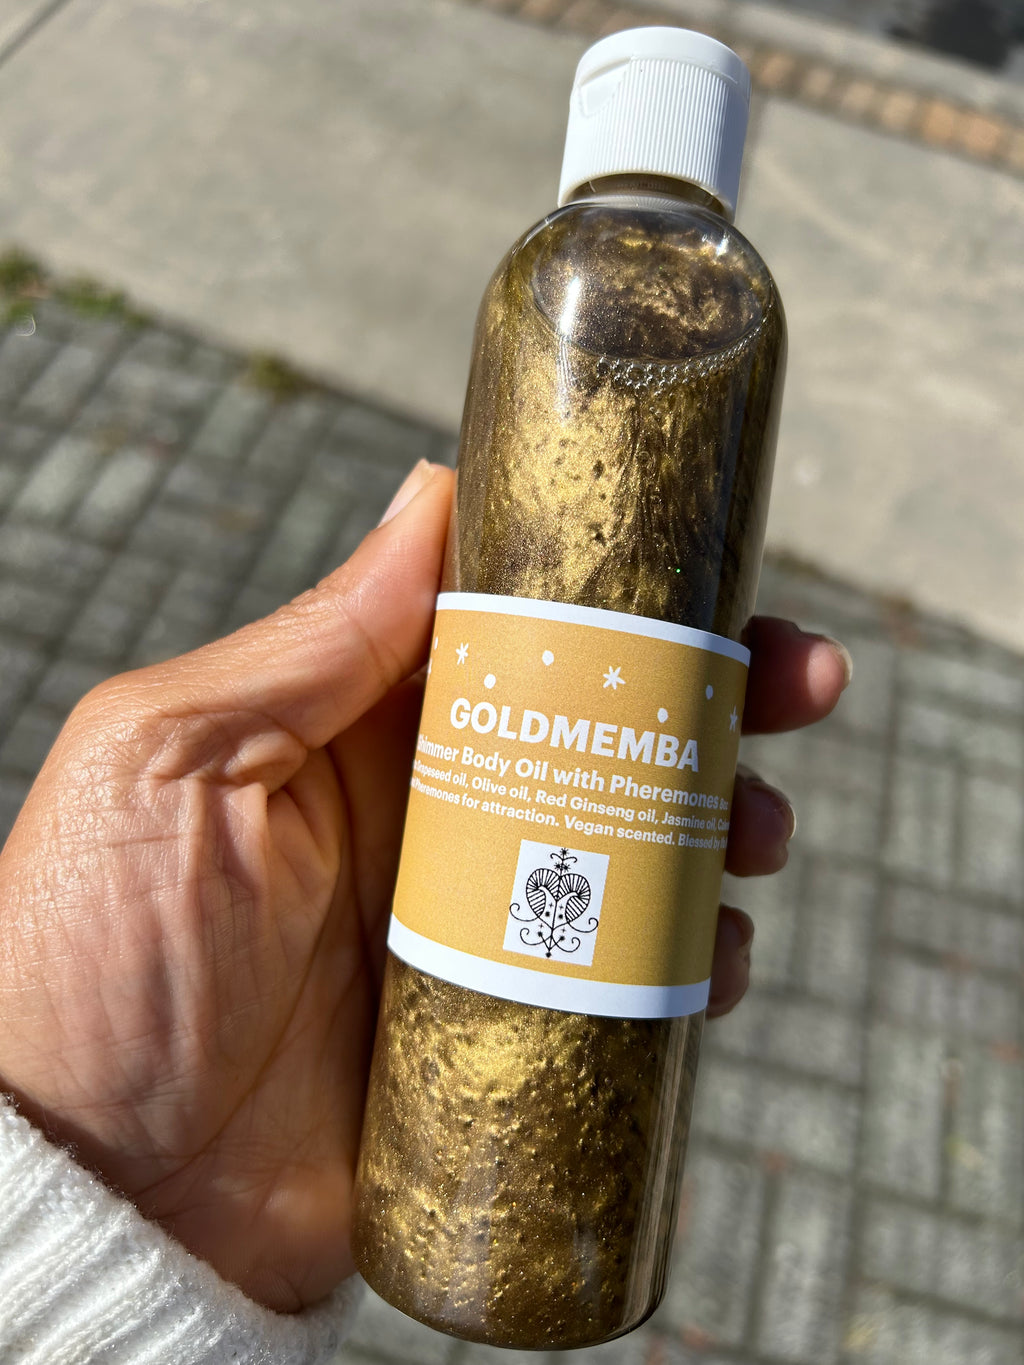 GOLDMEMBA
Shimmer Body Oil with Pheremones 8oz
Grapeseed oil, Olive oil, Red Ginseng oil, Jasmine oil,
Pheremones for attraction. Vegan scented. Blessed by